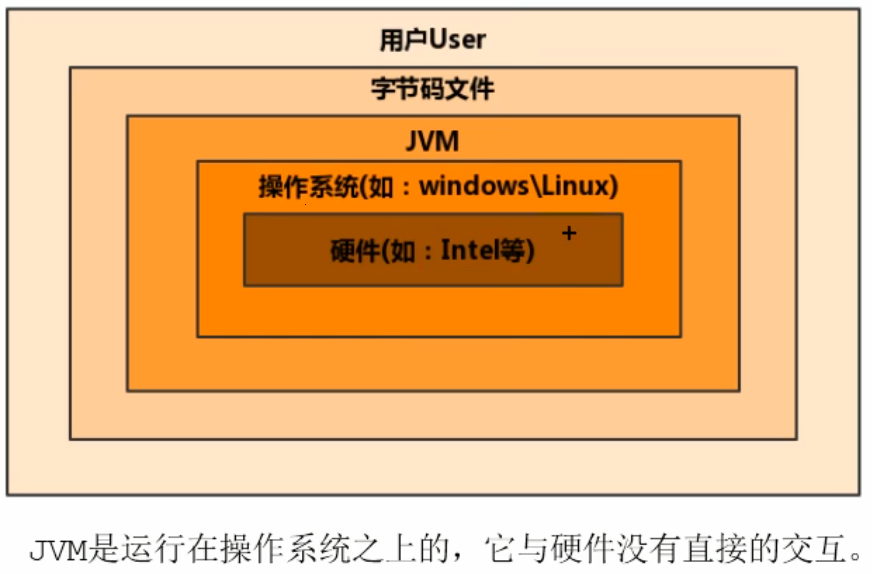 用户User
字节码文件
JVM
操作系统(如：windows\Linux)
硬件(如：Intel等)
JVM是运行在操作系统之上的，它与硬件没有直接的交互。